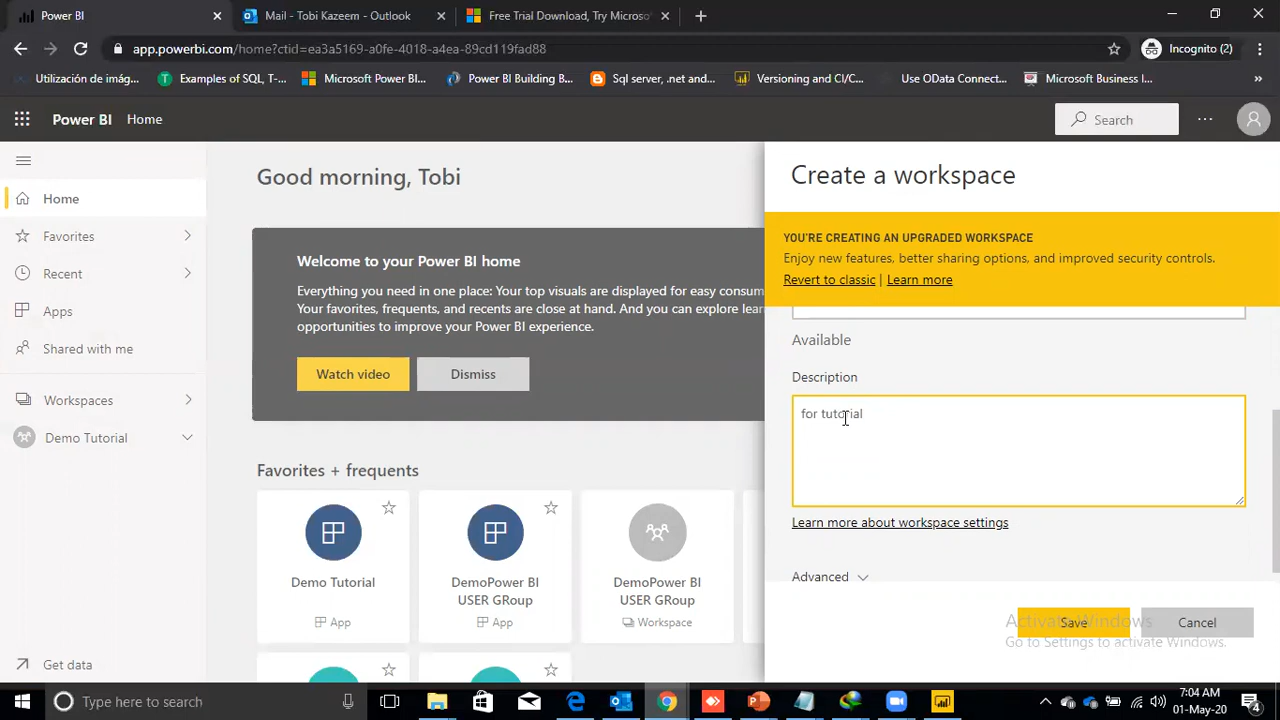 Power BI
Mail - Tobi Kazeem - Outlook
Free Trial Download, Try Microso
app.powerbi.com/home?ctid=ea3a5169-a0fe-4018-a4ea-89cd119fad88
Incognito (2)
Utilización de imág...
Examples of SQL, T-...
Microsoft Power BI...
Power BI Building B...
Sql server, .net and...
Versioning and CI/C...
Use OData Connect...
Microsoft Business I...
Power BI Home
Search
Home
Favorites
Recent
Apps
Shared with me
Workspaces
Demo Tutorial
Get data
Good morning, Tobi
Welcome to your Power BI home
Everything you need in one place: Your top visuals are displayed for easy consum
Your favorites, frequents, and recents are close at hand. And you can explore lear
opportunities to improve your Power BI experience.
Watch video
Dismiss
Favorites + frequents
Demo Tutorial
App
DemoPower BI
USER GRoup
App
DemoPower BI
USER GRoup
Workspace
Create a workspace
YOU'RE CREATING AN UPGRADED WORKSPACE
Enjoy new features, better sharing options, and improved security controls.
Revert to classic | Learn more
Available
Description
for tutorial
Learn more about workspace settings
Advanced
Save
Cancel
Activate Windows
Go to Settings to activate Windows.
Type here to search
7:04 AM
01-May-20
4